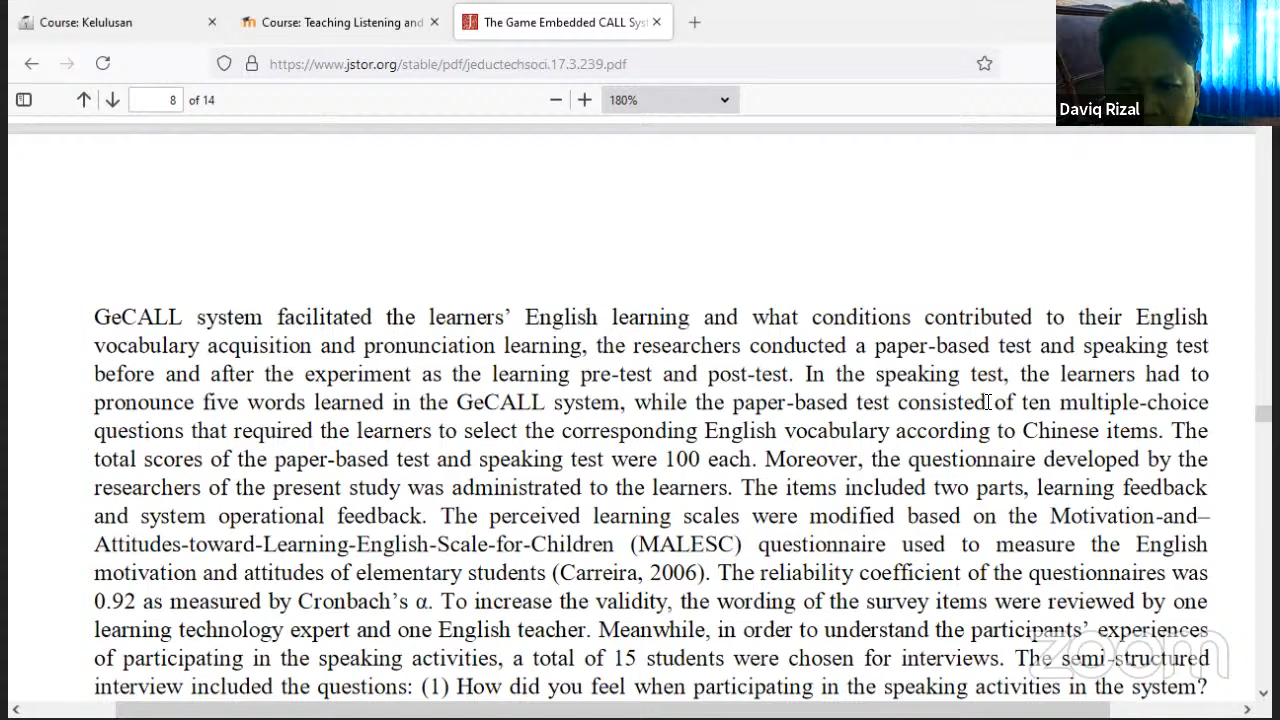 Course: Kelulusan
Course: Teaching Listening and
The Game Embedded CALL Sys
https://www.jstor.org/stable/pdf/jeductechsoci.17.3.239.pdf
8 of 14
180%
Daviq Rizal
GeCALL system facilitated the learners’ English learning and what conditions contributed to their English
vocabulary acquisition and pronunciation learning, the researchers conducted a paper-based test and speaking test
before and after the experiment as the learning pre-test and post-test. In the speaking test, the learners had to
pronounce five words learned in the GeCALL system, while the paper-based test consisted of ten multiple-choice
questions that required the learners to select the corresponding English vocabulary according to Chinese items. The
total scores of the paper-based test and speaking test were 100 each. Moreover, the questionnaire developed by the
researchers of the present study was administrated to the learners. The items included two parts, learning feedback
and system operational feedback. The perceived learning scales were modified based on the Motivation-and–
Attitudes-toward-Learning-English-Scale-for-Children (MALESC) questionnaire used to measure the English
motivation and attitudes of elementary students (Carreira, 2006). The reliability coefficient of the questionnaires was
0.92 as measured by Cronbach’s α. To increase the validity, the wording of the survey items were reviewed by one
learning technology expert and one English teacher. Meanwhile, in order to understand the participants’ experiences
of participating in the speaking activities, a total of 15 students were chosen for interviews. The semi-structured
interview included the questions: (1) How did you feel when participating in the speaking activities in the system?
zoom